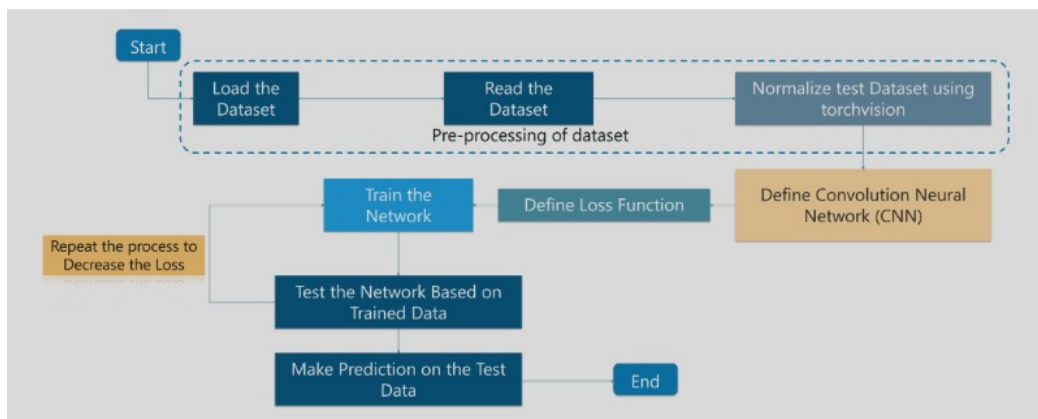 Start
Load the
Dataset
Read the
Dataset
Normalize test Dataset using
torchvision
Pre-processing of dataset
Define Convolution Neural
Network (CNN)
Define Loss Function
Train the
Network
Repeat the process to
Decrease the Loss
Test the Network Based on
Trained Data
Make Prediction on the Test
Data
End